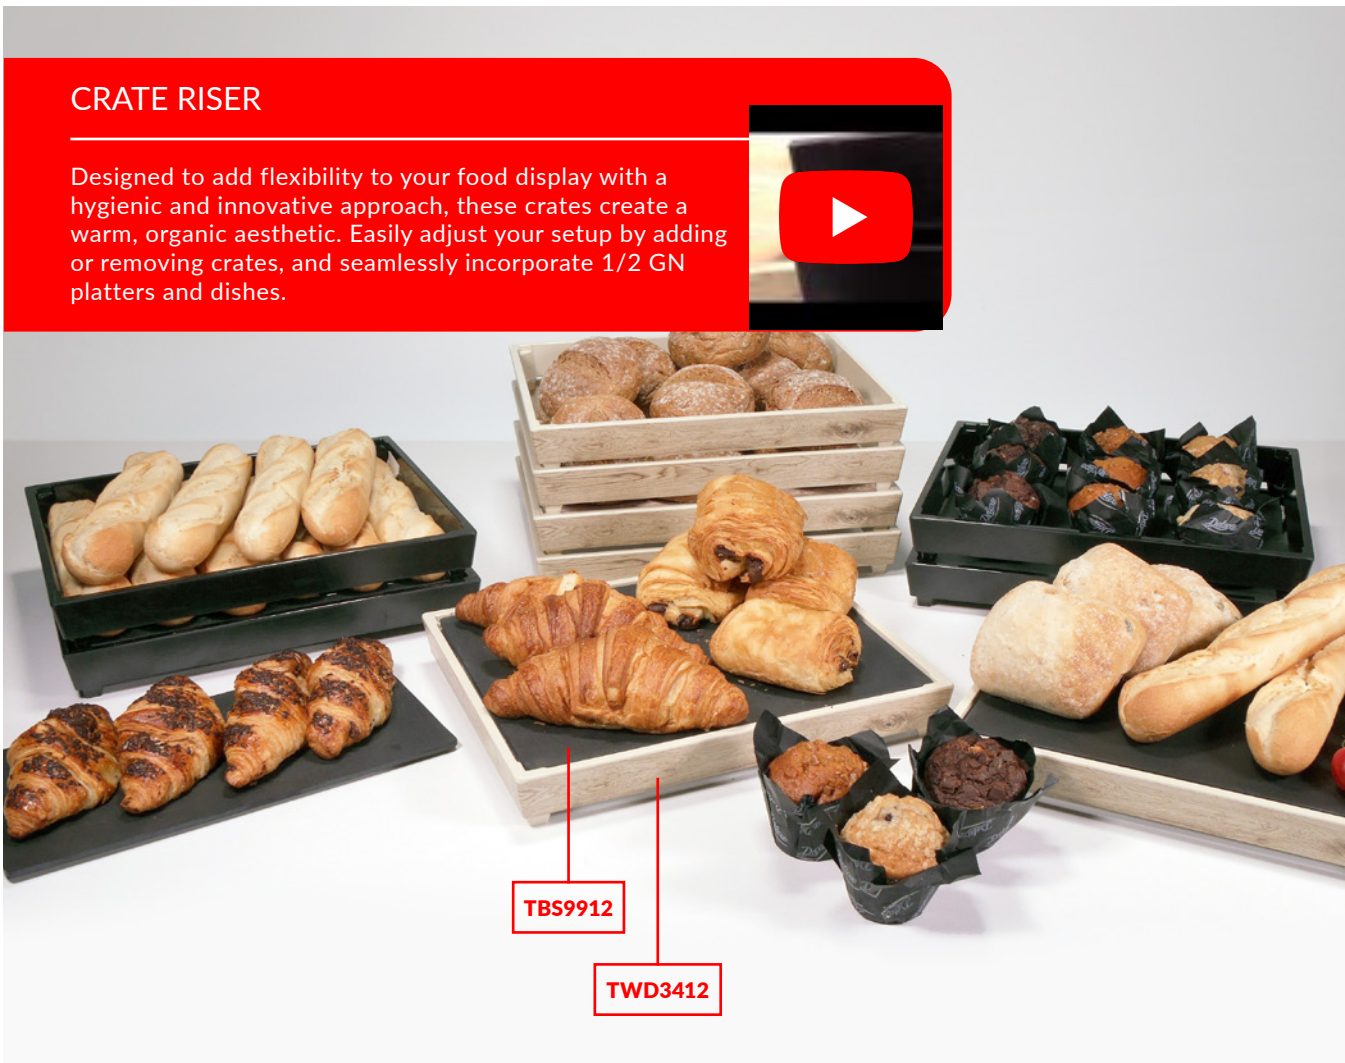 CRATE RISER
Designed to add flexibility to your food display with a
hygienic and innovative approach, these crates create a
warm, organic aesthetic. Easily adjust your setup by adding
or removing crates, and seamlessly incorporate 1/2 GN
platters and dishes.
TBS9912
TWD3412